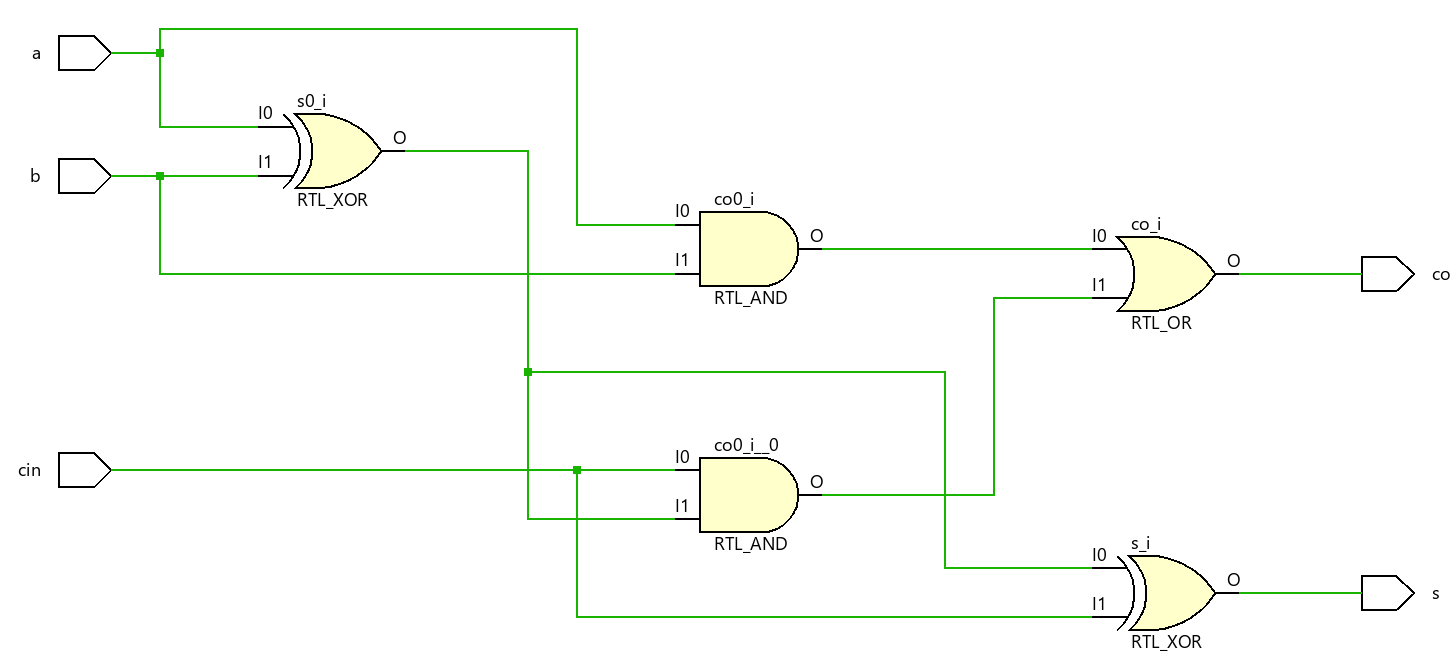 a
s0_i
I0
O
I1
b
RTL_XOR
co0_i
I0
O
I1
RTL_AND
co_i
I0
O
co
I1
RTL_OR
co0_i__0
I0
cin
O
I1
RTL_AND
s_i
I0
O
s
I1
RTL_XOR